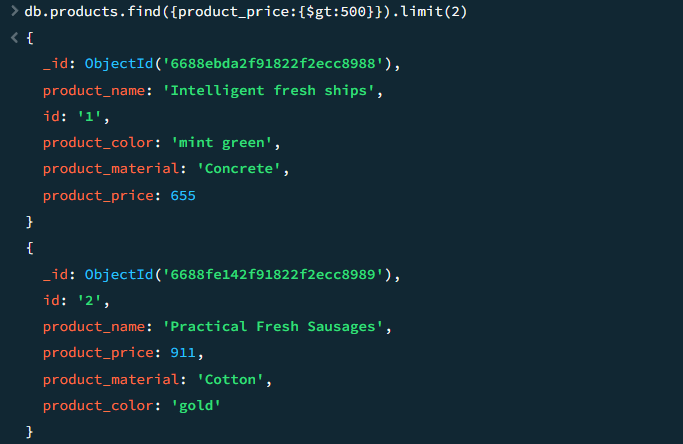 > db.products.find({product_price:{$gt:500}}).limit(2)
< {
_id: ObjectId('6688ebda2f91822f2ecc8988'),
product_name: 'Intelligent fresh ships',
id: '1',
product_color: 'mint green',
product_material: 'Concrete',
product_price: 655
}
{
_id: ObjectId('6688fe142f91822f2ecc8989'),
id: '2',
product_name: 'Practical Fresh Sausages',
product_price: 911,
product_material: 'Cotton',
product_color: 'gold'
}